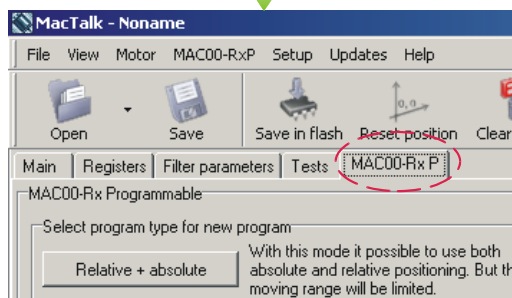 MacTalk - Noname
File View Motor MAC00-RxP Setup Updates Help
0,0
Open Save Save in flash Reset position Clear
Main Registers Filter parameters Tests MAC00-Rx P
MAC00-Rx Programmable
Select program type for new program
Relative + absolute
With this mode it possible to use both
absolute and relative positioning. But
moving range will be limited.